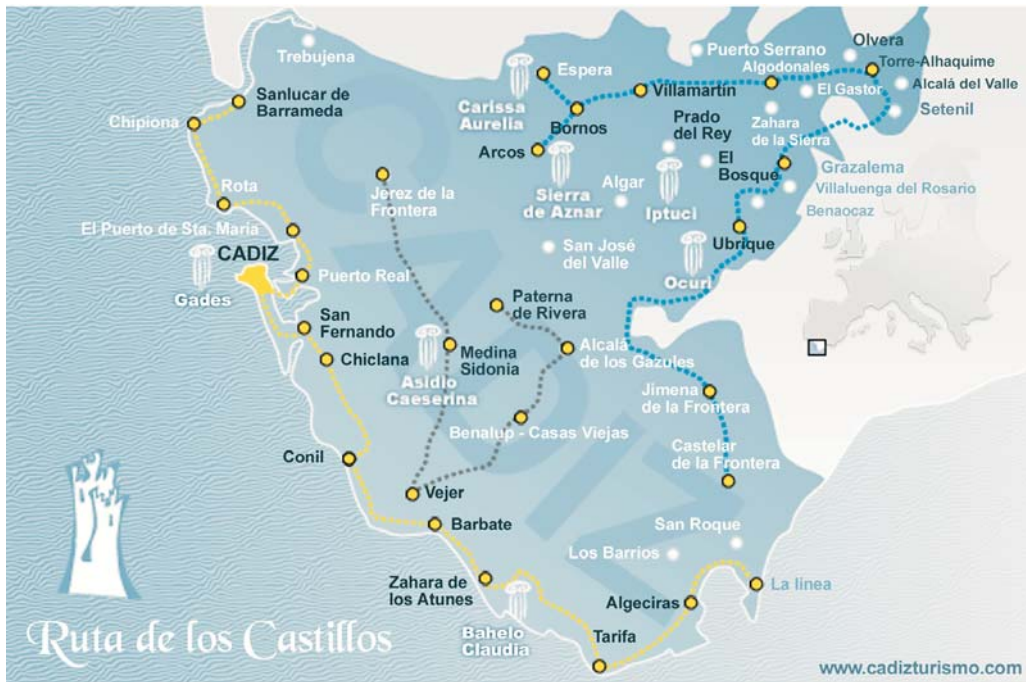 Trebujena
Puerto Serrano
Olvera
Algodonales
Torre-Alhaquime
Espera
Villamartín
El Gastor
Alcalá del Valle
Sanlucar de
Barrameda
Carissa
Aurelia
Bornos
Prado
del Rey
Zahara
de la Sierra
Setenil
Chipiona
Arcos
El
Bosque
Grazalema
Jerez de la
Frontera
Sierra
de Aznar
Algar
Iptuci
Villaluenga del Rosario
Rota
Benaocaz
El Puerto de Sta. Maria
CADIZ
San José
del Valle
Ubrique
Gades
Puerto Real
Ocuri
San
Fernando
Paterna
de Rivera
Chiclana
Asidio
Caeserina
Medina
Sidonia
Alcalá
de los Gazules
Jimena
de la Frontera
Benalup - Casas Viejas
Conil
Castelar
de la Frontera
Vejer
Barbate
San Roque
Los Barrios
Zahara de
los Atunes
La linea
Algeciras
Bahelo
Claudia
Tarifa
Ruta de los Castillos
www.cadizturismo.com
CADIZ